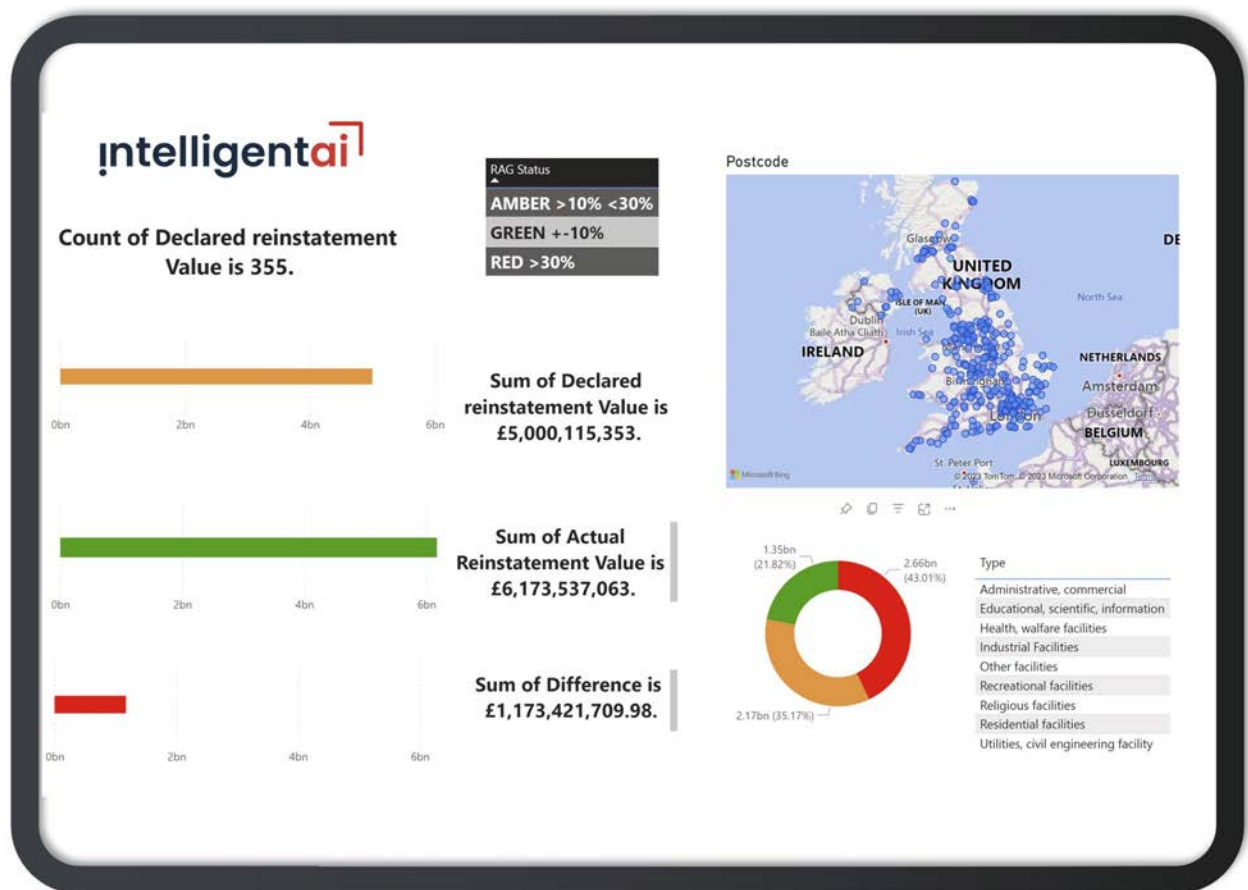 intelligentai
Count of Declared reinstatement
Value is 355.
RAG Status
AMBER >10% <30%
GREEN +-10%
RED >30%
0bn
2bn
4bn
6bn
Sum of Declared
reinstatement Value is
£5,000,115,353.
0bn
2bn
4bn
6bn
Sum of Actual
Reinstatement Value is
£6,173,537,063.
0bn
2bn
4bn
6bn
Sum of Difference is
£1,173,421,709.98.
Postcode
Glasgow
UNITED
KINGDOM
DE
North Sea
ISLE OF MAN
(UK)
Dublin
Baile Atha Cliath
Irish Sea
IRELAND
NETHERLANDS
Birmingham
Amsterdam
London
Dusseldorf
BELGIUM
St. Peter Port
LUXEMBOURG
Microsoft Bing
© 2023 TomTom, © 2023 Microsoft Corporation
Terms
1.35bn
(21.82%)
2.66bn
(43.01%)
2.17bn (35.17%)
Type
Administrative, commercial
Educational, scientific, information
Health, walfare facilities
Industrial Facilities
Other facilities
Recreational facilities
Religious facilities
Residential facilities
Utilities, civil engineering facility